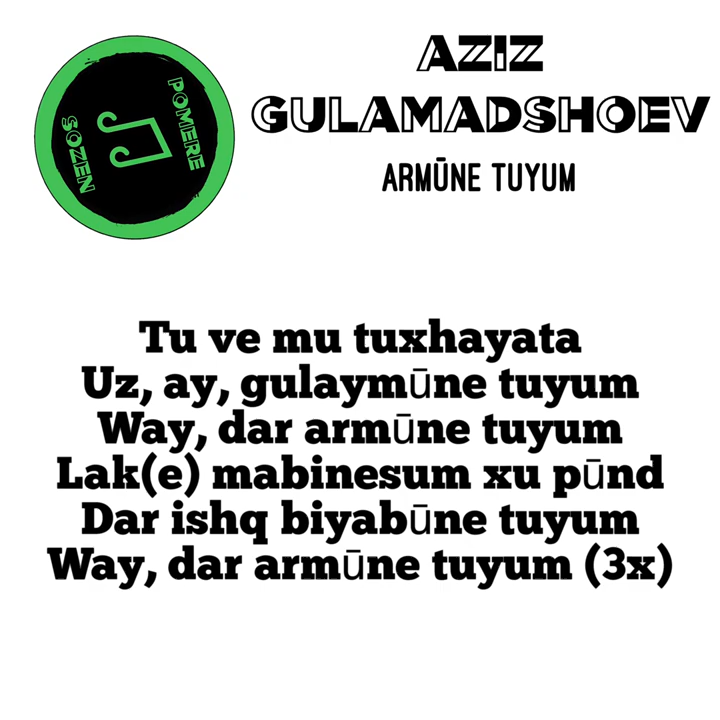 AZIZ
GULAMADSHOEV
ARMŪNE TUYUM
NEZOS
POMERE
Tu ve mu tuxhayata
Uz, ay, gulaymūne tuyum
Way, dar armūne tuyum
Lak(e) mabinesum xu pūnd
Dar ishq biyabūne tuyum
Way, dar armūne tuyum (3x)